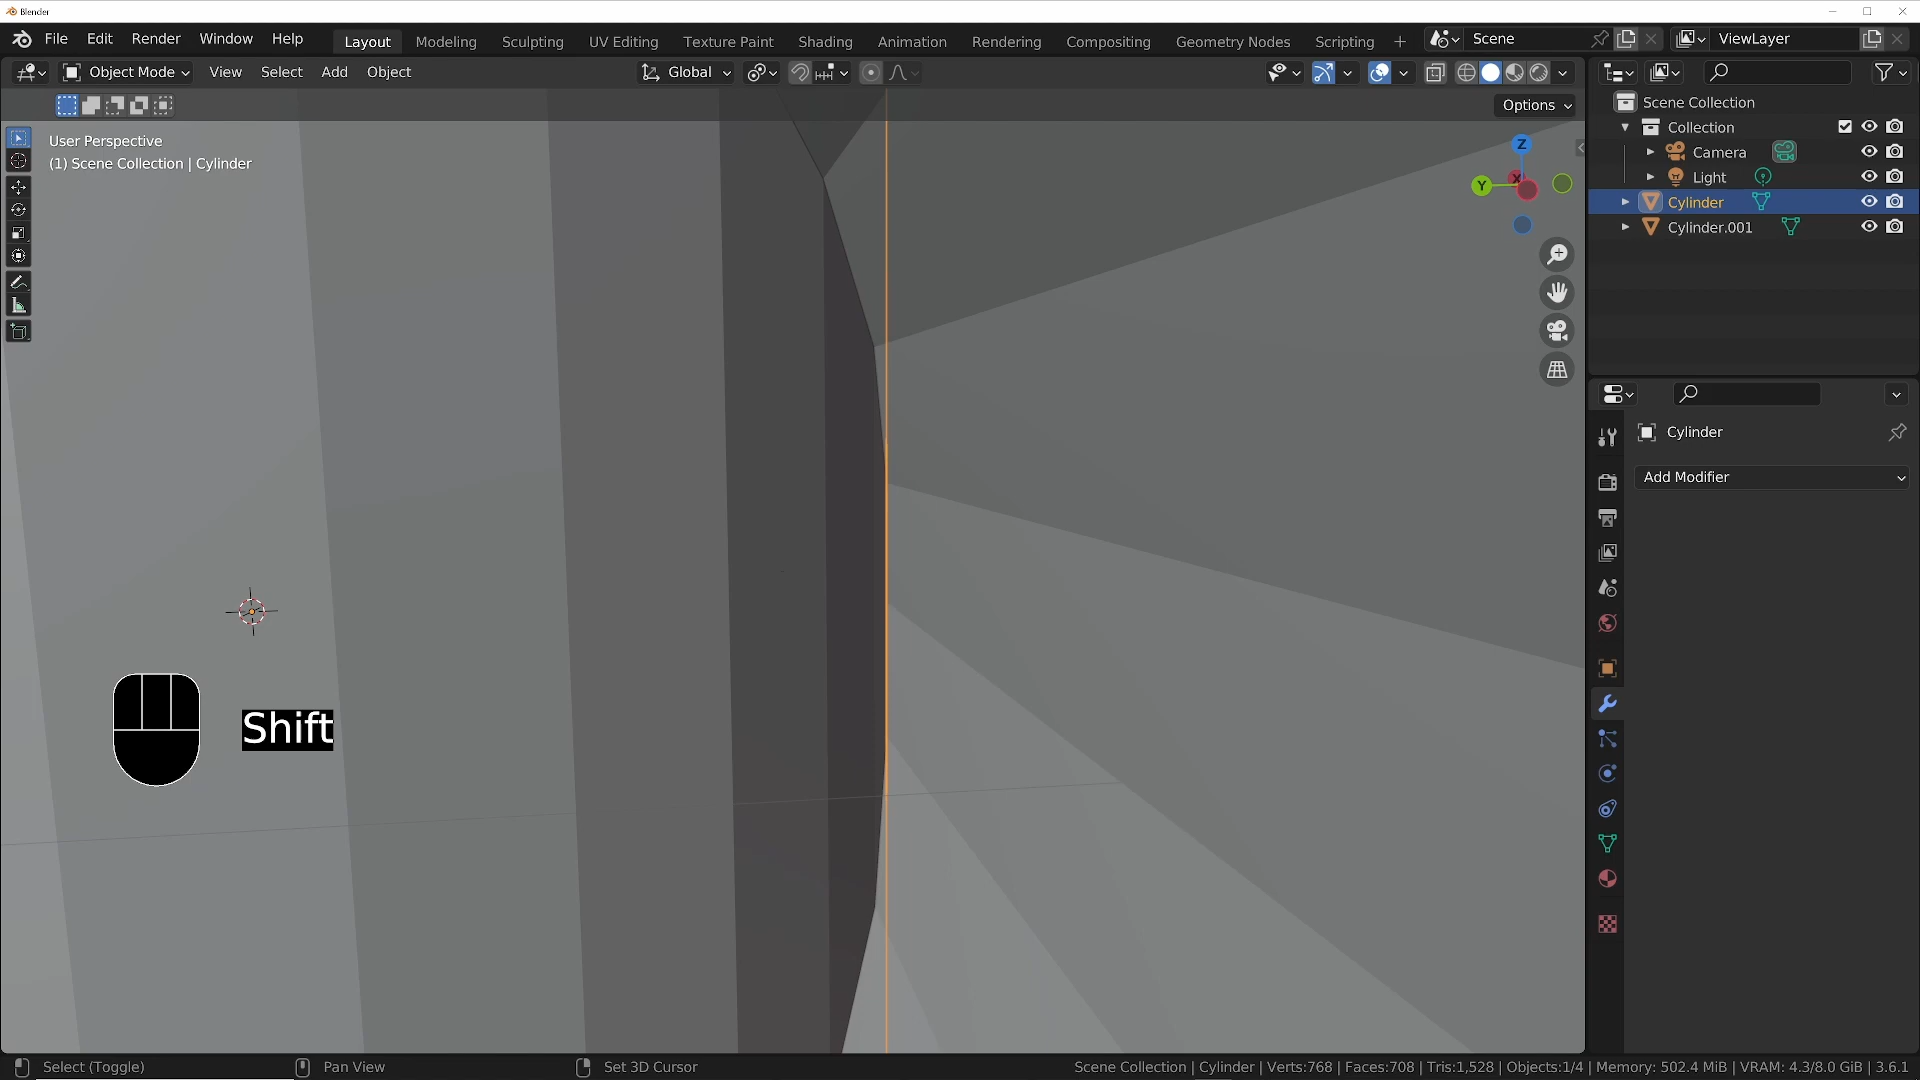 Blender
File Edit Render Window Help Layout Modeling Sculpting UV Editing Texture Paint Shading Animation Rendering Compositing Geometry Nodes Scripting + Scene ViewLayer
Object Mode View Select Add Object Global
Options
User Perspective
(1) Scene Collection | Cylinder
Z
Y X
Shift
Scene Collection
Collection
Camera
Light
Cylinder
Cylinder.001
Cylinder
Add Modifier
Select (Toggle) Pan View Set 3D Cursor Scene Collection | Cylinder | Verts:768 | Faces:708 | Tris:1,528 | Objects:1/4 | Memory: 502.4 MiB | VRAM: 4.3/8.0 GiB | 3.6.1